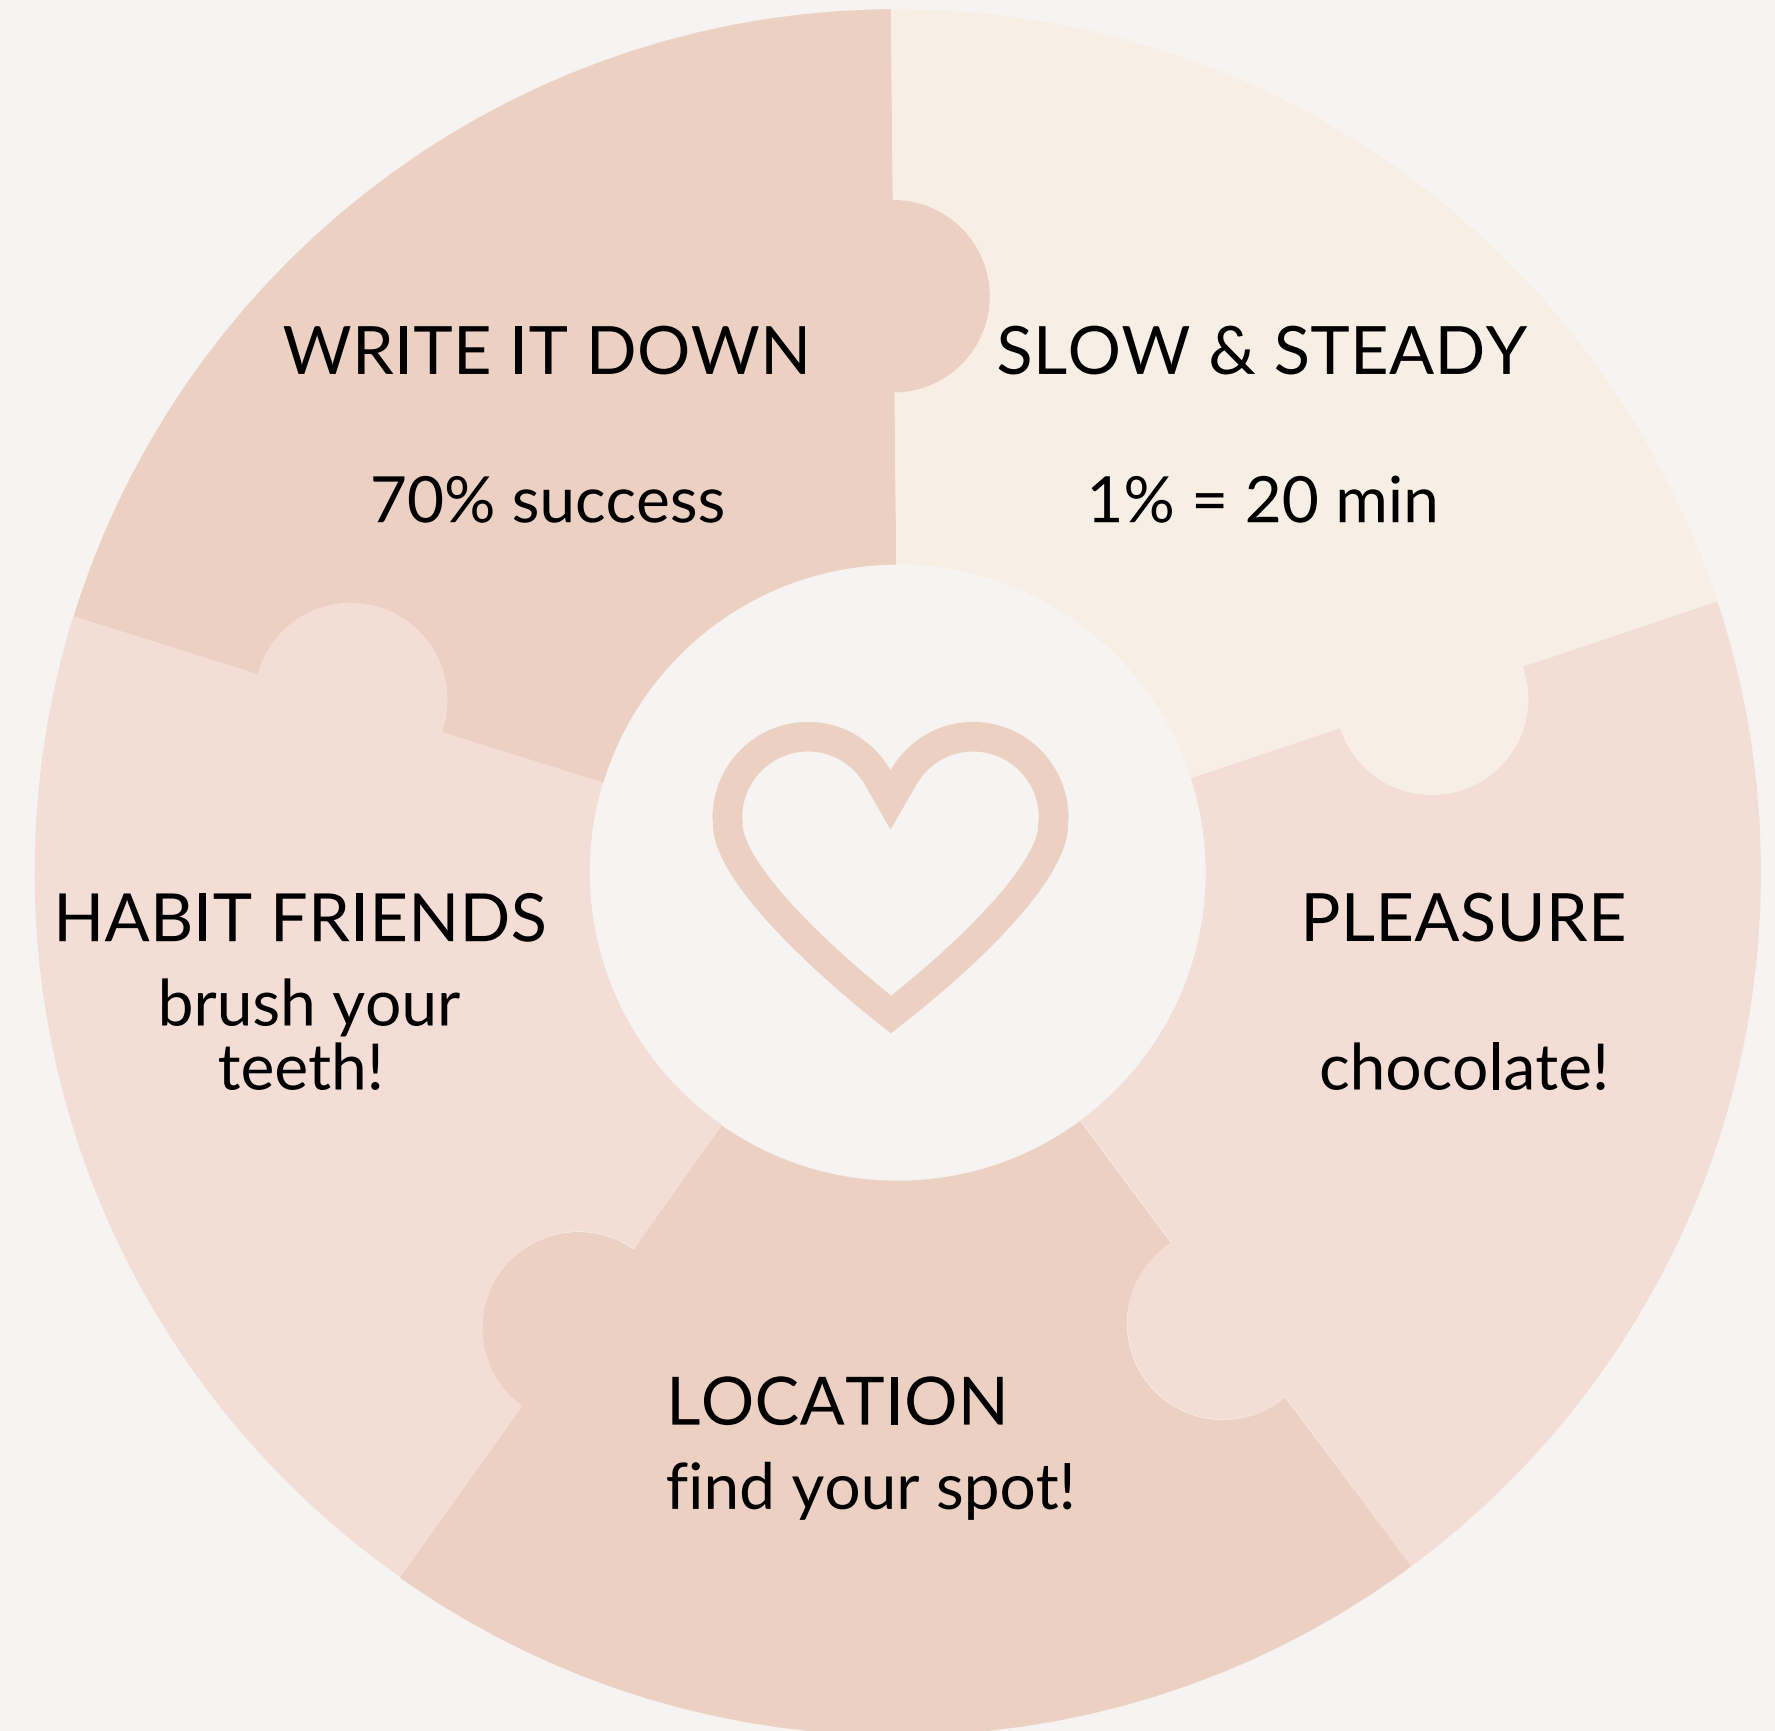 WRITE IT DOWN
70% success
SLOW & STEADY
1% = 20 min
HABIT FRIENDS
brush your
teeth!
PLEASURE
chocolate!
LOCATION
find your spot!